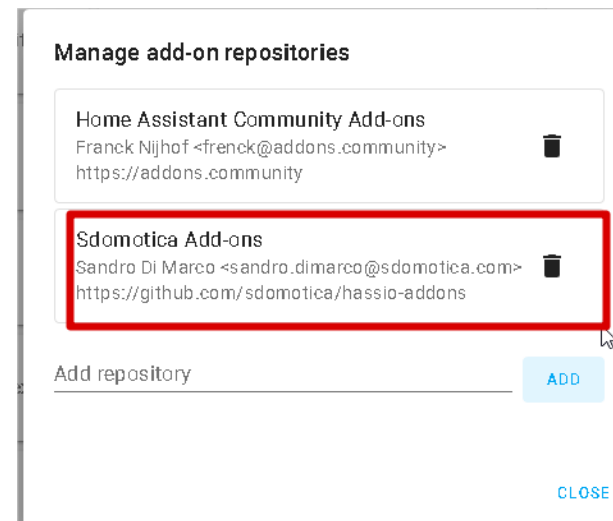 Manage add-on repositories
Home Assistant Community Add-ons
Franck Nijhof <frenck@addons.community>
https://addons.community
Sdomotica Add-ons
Sandro Di Marco <sandro.dimarco@sdomotica.com>
https://github.com/sdomotica/hassio-addons
Add repository
ADD
CLOSE